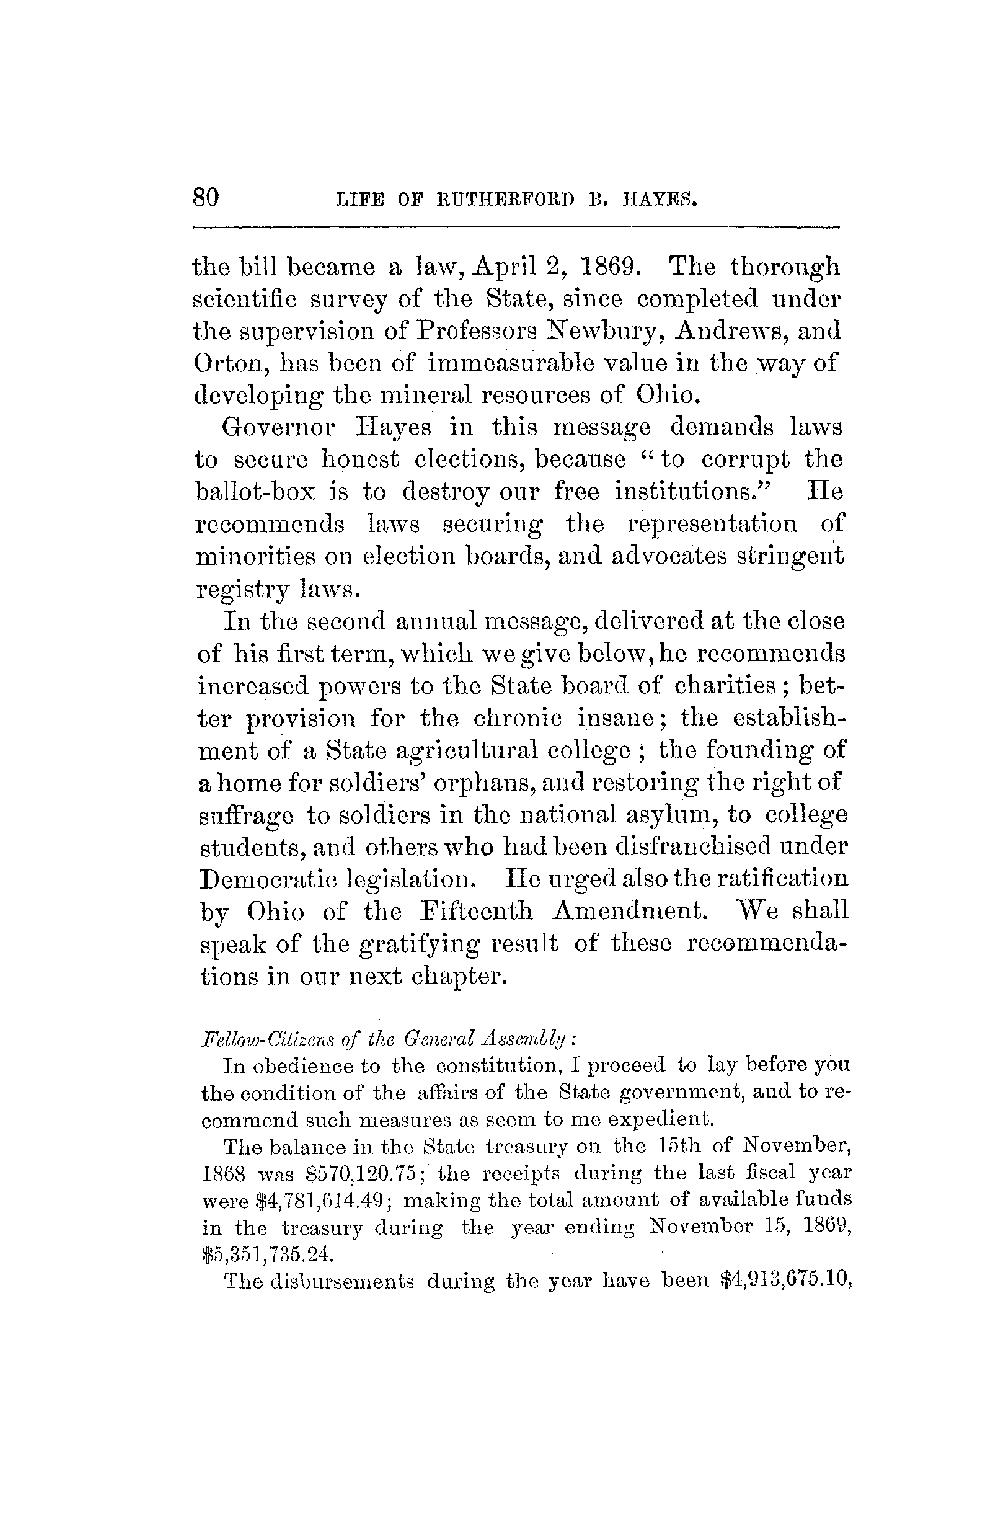 80 LIFE OF RUTHERFORD B. HAYES.
the bill became a law, April 2, 1869. The thorough
scientific survey of the State, since completed under
the supervision of Professors Newbury, Andrews, and
Orton, has been of immeasurable value in the way of
developing the mineral resources of Ohio.
Governor Hayes in this message demands laws
to secure honest elections, because “to corrupt the
ballot-box is to destroy our free institutions.” He
recommends laws securing the representation of
minorities on election boards, and advocates stringent
registry laws.
In the second annual message, delivered at the close
of his first term, which we give below, he recommends
increased powers to the State board of charities; bet-
ter provision for the chronic insane; the establish-
ment of a State agricultural college; the founding of
a home for soldiers’ orphans, and restoring the right of
suffrage to soldiers in the national asylum, to college
students, and others who had been disfranchised under
Democratic legislation. He urged also the ratification
by Ohio of the Fifteenth Amendment. We shall
speak of the gratifying result of these recommenda-
tions in our next chapter.
Fellow-Citizens of the General Assembly:
In obedience to the constitution, I proceed to lay before you
the condition of the affairs of the State government, and to re-
commend such measures as seem to me expedient.
The balance in the State treasury on the 15th of November,
1868 was $570,120.75; the receipts during the last fiscal year
were $4,781,614.49; making the total amount of available funds
in the treasury during the year ending November 15, 1869,
$5,351,735.24.
The disbursements during the year have been $4,913,675.10,